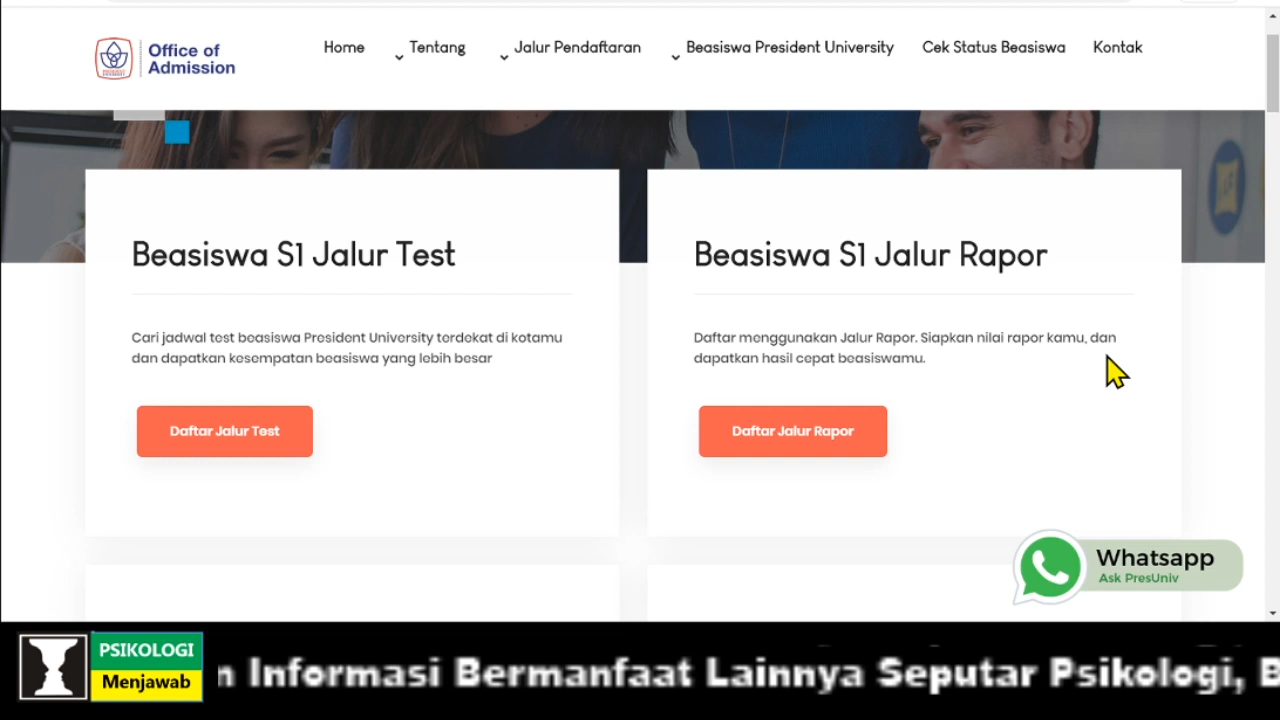 Office of
Admission
Home
Tentang
Jalur Pendaftaran
Beasiswa President University
Cek Status Beasiswa
Kontak
Beasiswa S1 Jalur Test
Cari jadwal test beasiswa President University terdekat di kotamu
dan dapatkan kesempatan beasiswa yang lebih besar
Daftar Jalur Test
Beasiswa S1 Jalur Rapor
Daftar menggunakan Jalur Rapor. Siapkan nilai rapor kamu, dan
dapatkan hasil cepat beasiswamu.
Daftar Jalur Rapor
Whatsapp
Ask PresUniv
PSIKOLOGI
Menjawab
n Informasi Bermanfaat Lainnya Seputar Psikologi, B